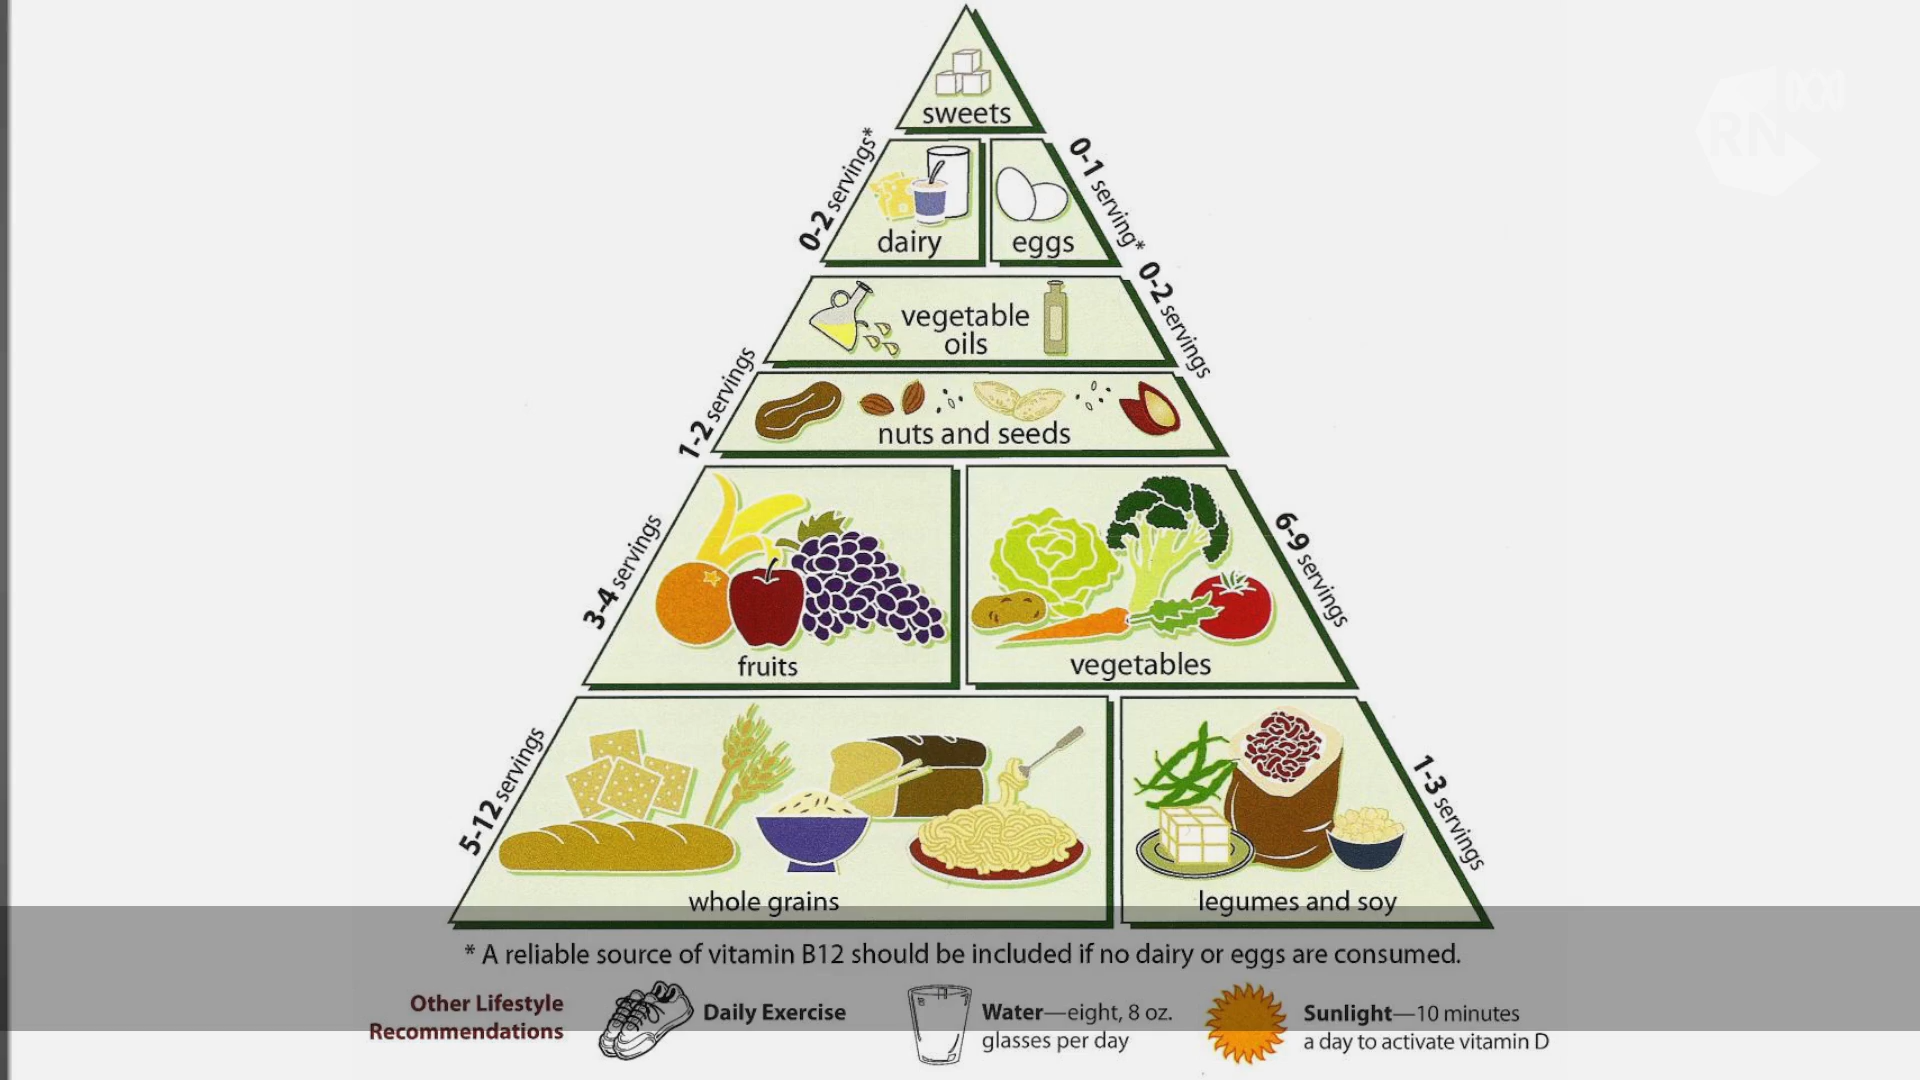 sweets
0-2 servings*
dairy
eggs
0-1 serving*
vegetable
oils
0-2 servings
1-2 servings
nuts and seeds
3-4 servings
fruits
vegetables
6-9 servings
5-12 servings
whole grains
legumes and soy
1-3 servings
* A reliable source of vitamin B12 should be included if no dairy or eggs are consumed.
Other Lifestyle
Recommendations
Daily Exercise
Water—eight, 8 oz.
glasses per day
Sunlight—10 minutes
a day to activate vitamin D
RN